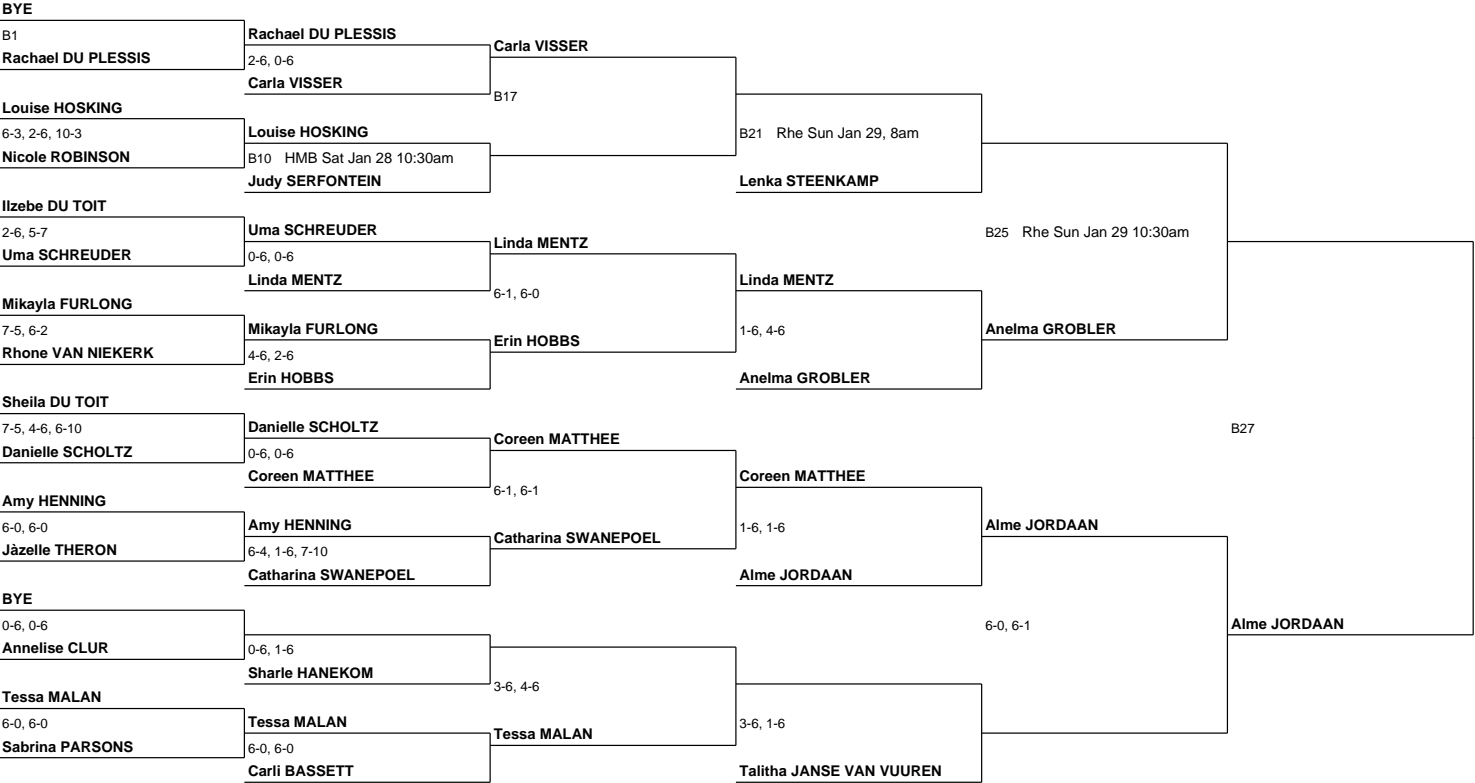 BYE
B1
Rachael DU PLESSIS
Louise HOSKING
6-3, 2-6, 10-3
Nicole ROBINSON
Ilzebe DU TOIT
2-6, 5-7
Uma SCHREUDER
Mikayla FURLONG
7-5, 6-2
Rhone VAN NIEKERK
Sheila DU TOIT
7-5, 4-6, 6-10
Danielle SCHOLTZ
Amy HENNING
6-0, 6-0
Jàzelle THERON
BYE
0-6, 0-6
Annelise CLUR
Tessa MALAN
6-0, 6-0
Sabrina PARSONS
Rachael DU PLESSIS
2-6, 0-6
Carla VISSER
Louise HOSKING
B10 HMB Sat Jan 28 10:30am
Judy SERFONTEIN
Uma SCHREUDER
0-6, 0-6
Linda MENTZ
Mikayla FURLONG
4-6, 2-6
Erin HOBBS
Danielle SCHOLTZ
0-6, 0-6
Coreen MATTHEE
Amy HENNING
6-4, 1-6, 7-10
Catharina SWANEPOEL
0-6, 1-6
Sharle HANEKOM
Tessa MALAN
6-0, 6-0
Carli BASSETT
Carla VISSER
B17
Linda MENTZ
6-1, 6-0
Erin HOBBS
Coreen MATTHEE
6-1, 6-1
Catharina SWANEPOEL
3-6, 4-6
Tessa MALAN
B21 Rhe Sun Jan 29, 8am
Lenka STEENKAMP
Linda MENTZ
1-6, 4-6
Anelma GROBLER
Coreen MATTHEE
1-6, 1-6
Alme JORDAAN
3-6, 1-6
Talitha JANSE VAN VUUREN
B25 Rhe Sun Jan 29 10:30am
Anelma GROBLER
Alme JORDAAN
6-0, 6-1
B27
Alme JORDAAN